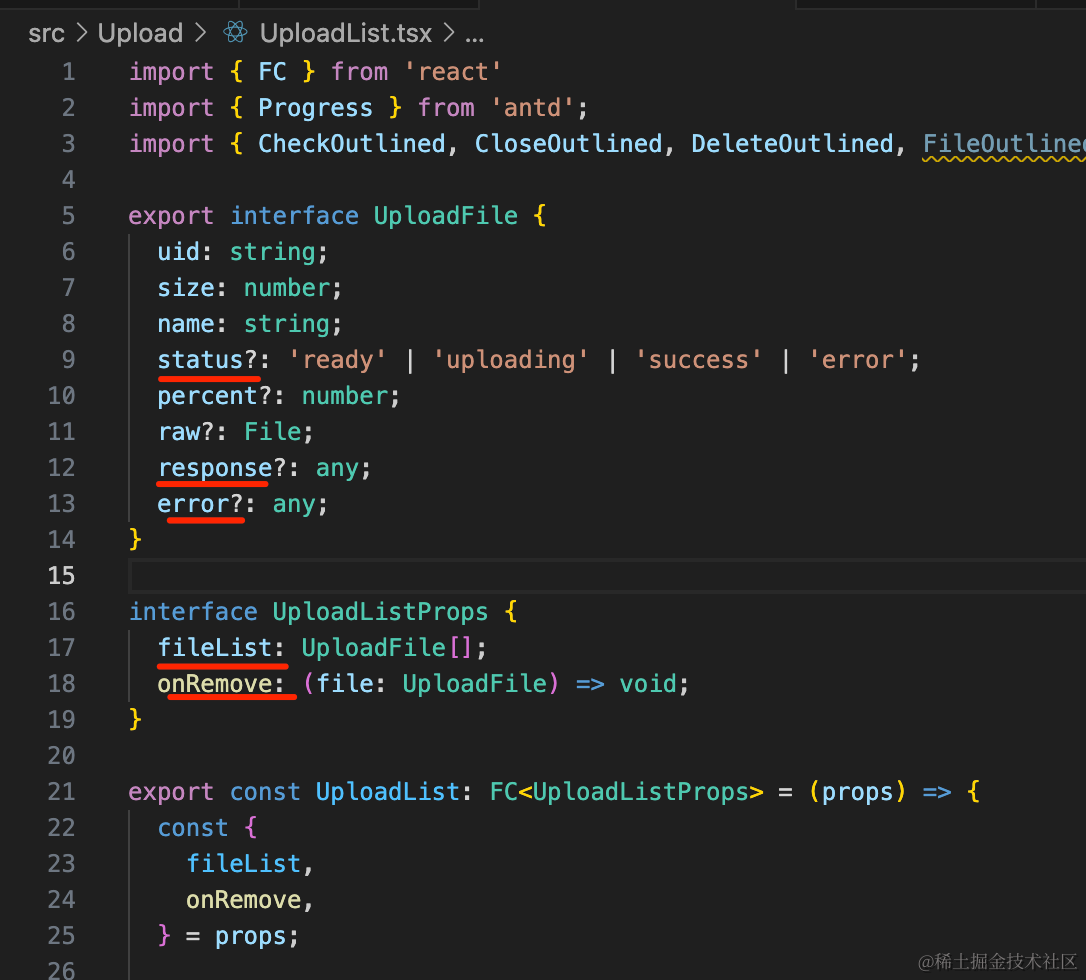 src > Upload > UploadList.tsx > ...
1 import { FC } from 'react'
2 import { Progress } from 'antd';
3 import { CheckOutlined, CloseOutlined, DeleteOutlined, FileOutlined
4
5 export interface UploadFile {
6 uid: string;
7 size: number;
8 name: string;
9 status?: 'ready' | 'uploading' | 'success' | 'error';
10 percent?: number;
11 raw?: File;
12 response?: any;
13 error?: any;
14 }
15
16 interface UploadListProps {
17 fileList: UploadFile[];
18 onRemove: (file: UploadFile) => void;
19 }
20
21 export const UploadList: FC<UploadListProps> = (props) => {
22 const {
23 fileList,
24 onRemove,
25 } = props;
26
@稀土掘金技术社区